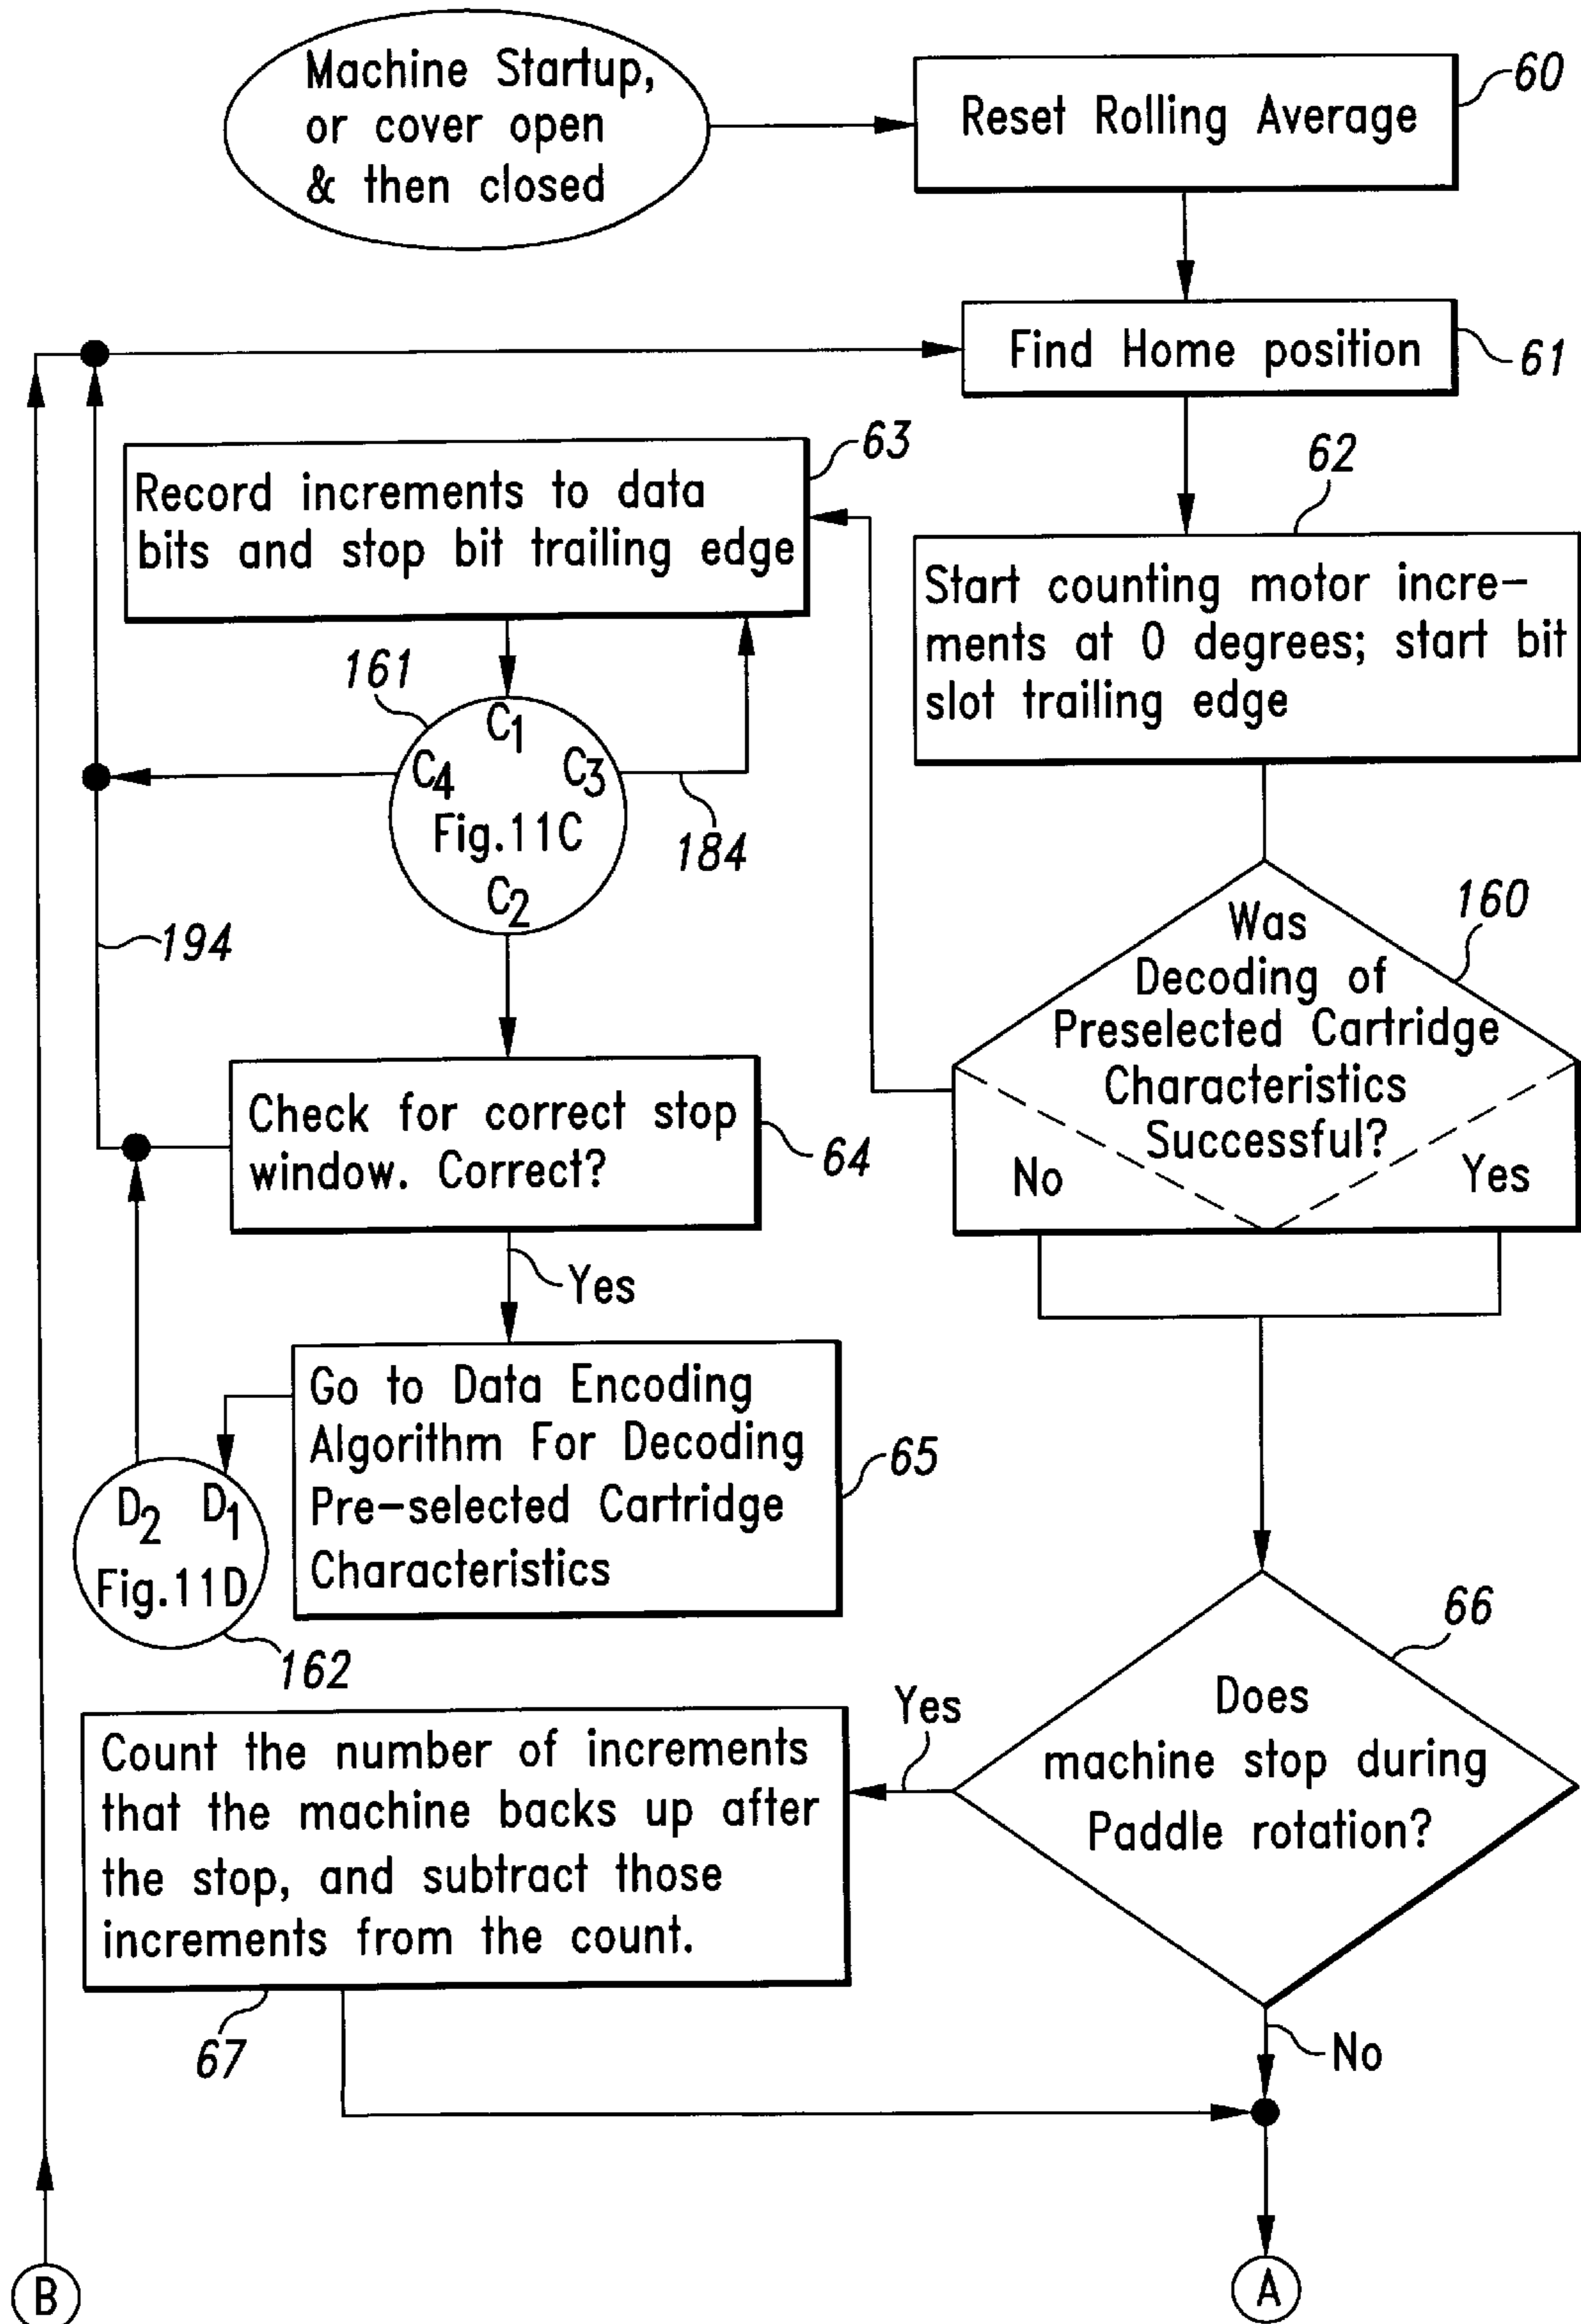 Machine Startup,
or cover open
& then closed
Reset Rolling Average
60
Find Home position
61
63
Record increments to data
bits and stop bit trailing edge
62
Start counting motor incre-
ments at 0 degrees; start bit
slot trailing edge
161
C1
C4
C3
Fig.11C
C2
184
194
160
Was
Decoding of
Preselected Cartridge
Characteristics
Successful?
No
Yes
Check for correct stop
window. Correct?
64
Yes
Go to Data Encoding
Algorithm For Decoding
Pre-selected Cartridge
Characteristics
65
D2 D1
Fig.11D
162
66
Does
machine stop during
Paddle rotation?
Yes
Count the number of increments
that the machine backs up after
the stop, and subtract those
increments from the count.
67
No
B
A